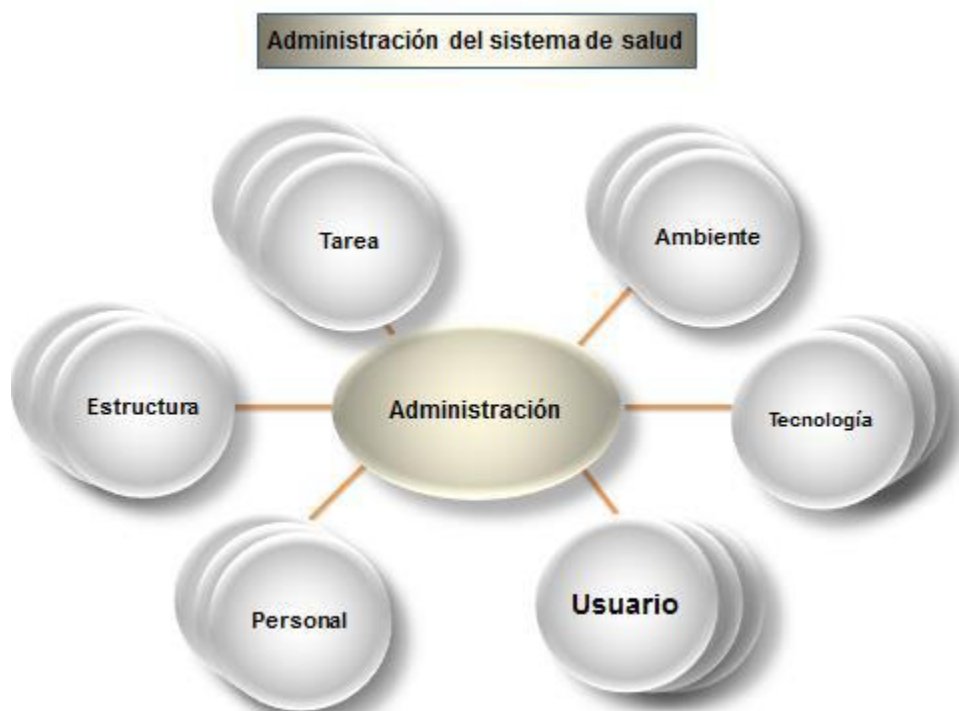 Administración del sistema de salud
Tarea
Ambiente
Estructura
Administración
Tecnología
Personal
Usuario